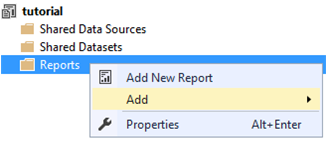 tutorial
Shared Data Sources
Shared Datasets
Reports
Add New Report
Add
Properties Alt+Enter